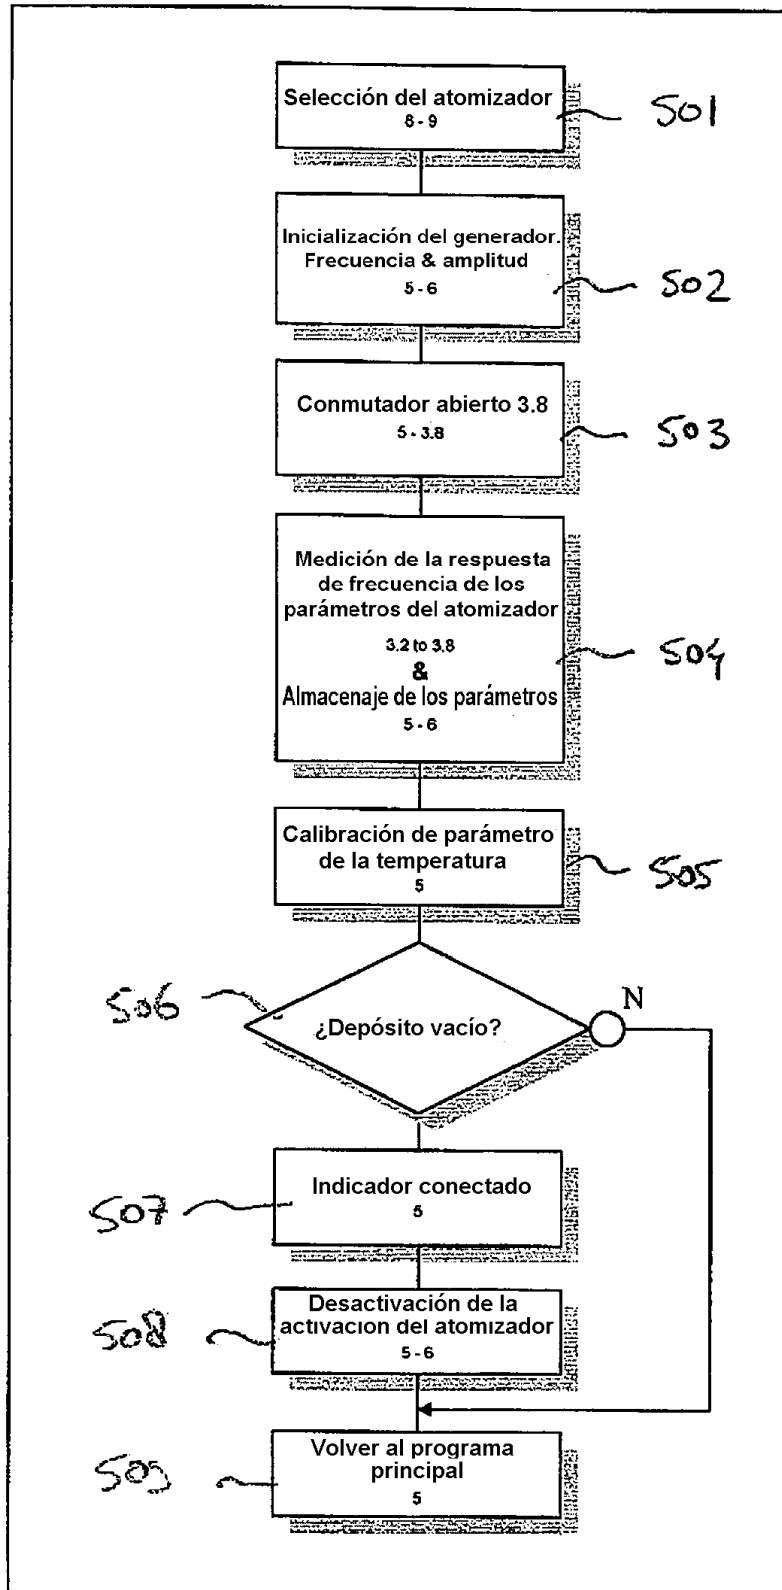 Selección del atomizador
8 - 9
501
Inicialización del generador.
Frecuencia & amplitud
5 - 6
502
Conmutador abierto 3.8
5 - 3.8
503
Medición de la respuesta
de frecuencia de los
parámetros del atomizador
3.2 to 3.8
&
Almacenaje de los parámetros
5 - 6
504
Calibración de parámetro
de la temperatura
5
505
506
¿Depósito vacío?
N
Indicador conectado
5
507
Desactivación de la
activacion del atomizador
5 - 6
508
Volver al programa
principal
5
509